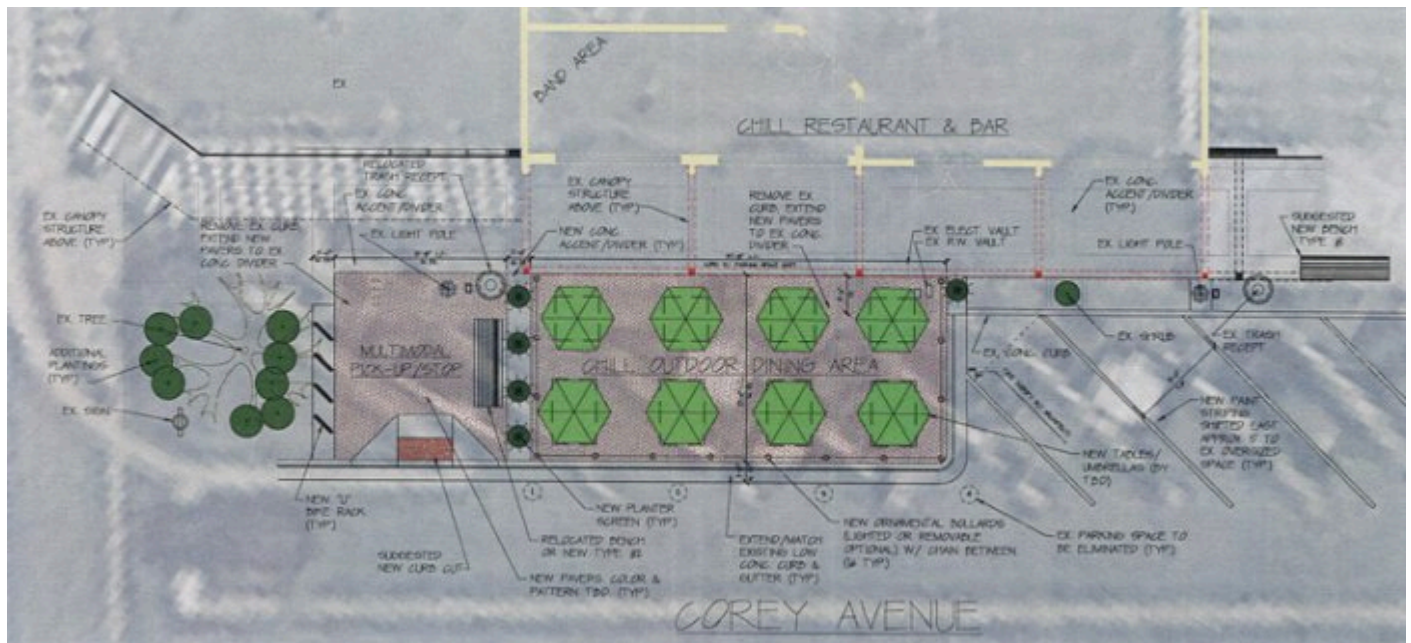 BAND AREA
EX
CHILL RESTAURANT & BAR
RELOCATED
TRASH RECEPT
EX CONC
ACCENT/DIVIDER
EX CANOPY
STRUCTURE
ABOVE (TYP)
REMOVE EX CURB, EXTEND
NEW PAVERS TO EX
CONC DIVIDER
EX LIGHT POLE
NEW CONC
ACCENT/DIVIDER (TYP)
EX CANOPY
STRUCTURE
ABOVE (TYP)
REMOVE EX
CURB, EXTEND
NEW PAVERS
TO EX CONC
DIVIDER
EX ELECT VAULT
EX R.W. VAULT
EX CONC
ACCENT/DIVIDER
(TYP)
EX LIGHT POLE
SUGGESTED
NEW BENCH
EX TREE
ADDITIONAL
PLANTINGS
(TYP)
EX SIGN
MULTIMODAL
PICK-UP/STOP
CHILL OUTDOOR DINING AREA
EX CONC CURB
EX SHRUB
EX TRASH
RECEPT
NEW PAINT
STRIPING
SHIFTED EAST
APPROX 5' TO
EX OVERSIZED
SPACE (TYP)
NEW TABLES/
UMBRELLAS (BY
TBD)
NEW "U"
BIKE RACK
(TYP)
SUGGESTED
NEW CURB CUT
NEW PLANTER
SCREEN (TYP)
RELOCATED BENCH
OR NEW TYPE
NEW PAVERS COLOR &
PATTERN TBD (TYP)
EXTEND/MATCH
EXISTING LOW
CONC CURB &
GUTTER (TYP)
NEW ORNAMENTAL BOLLARDS
(LIGHTED OR REMOVABLE
OPTIONAL) W/ CHAIN BETWEEN
EX PARKING SPACE TO
BE ELIMINATED (TYP)
COREY AVENUE